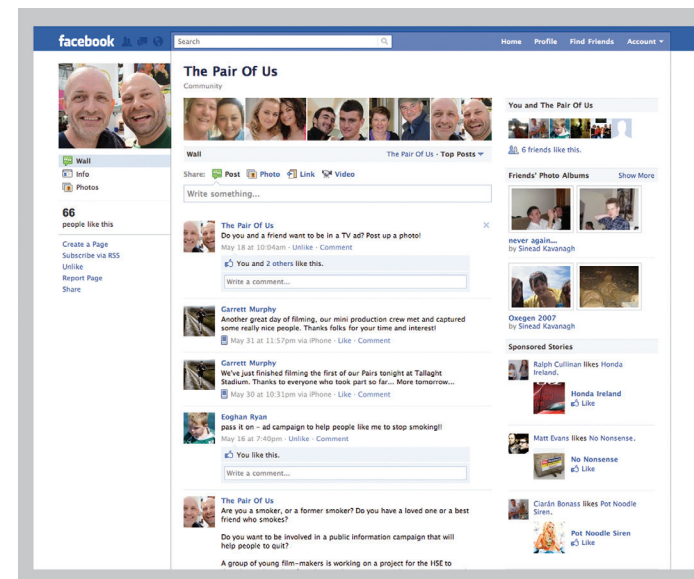 facebook
Search
Home Profile Find Friends Account
The Pair Of Us
Community
Wall
Info
Photos
66
people like this
Create a Page
Subscribe via RSS
Unlike
Report Page
Share
Wall
The Pair Of Us · Top Posts
Share: Post Photo Link Video
Write something...
The Pair Of Us
Do you and a friend want to be in a TV ad? Post up a photo!
May 18 at 10:04am · Unlike · Comment
You and 2 others like this.
Write a comment...
Garrett Murphy
Another great day of filming, our mini production crew met and captured
some really nice people. Thanks folks for your time and interest!
May 31 at 11:57pm via iPhone · Like · Comment
Garrett Murphy
We've just finished filming the first of our Pairs tonight at Tallaght
Stadium. Thanks to everyone who took part so far... More tomorrow...
May 30 at 10:31pm via iPhone · Like · Comment
Eoghan Ryan
pass it on - ad campaign to help people like me to stop smoking!!
May 16 at 7:40pm · Unlike · Comment
You like this.
Write a comment...
The Pair Of Us
Are you a smoker, or a former smoker? Do you have a loved one or a best
friend who smokes?
Do you want to be involved in a public information campaign that will
help people to quit?
A group of young film-makers is working on a project for the HSE to
You and The Pair Of Us
6 friends like this.
Friends' Photo Albums Show More
never again...
by Sinead Kavanagh
Oxegen 2007
by Sinead Kavanagh
Sponsored Stories
Ralph Cullinan likes Honda
Ireland.
Honda Ireland
Like
Matt Evans likes No Nonsense.
No Nonsense
Like
Ciarán Bonass likes Pot Noodle
Siren.
Pot Noodle Siren
Like